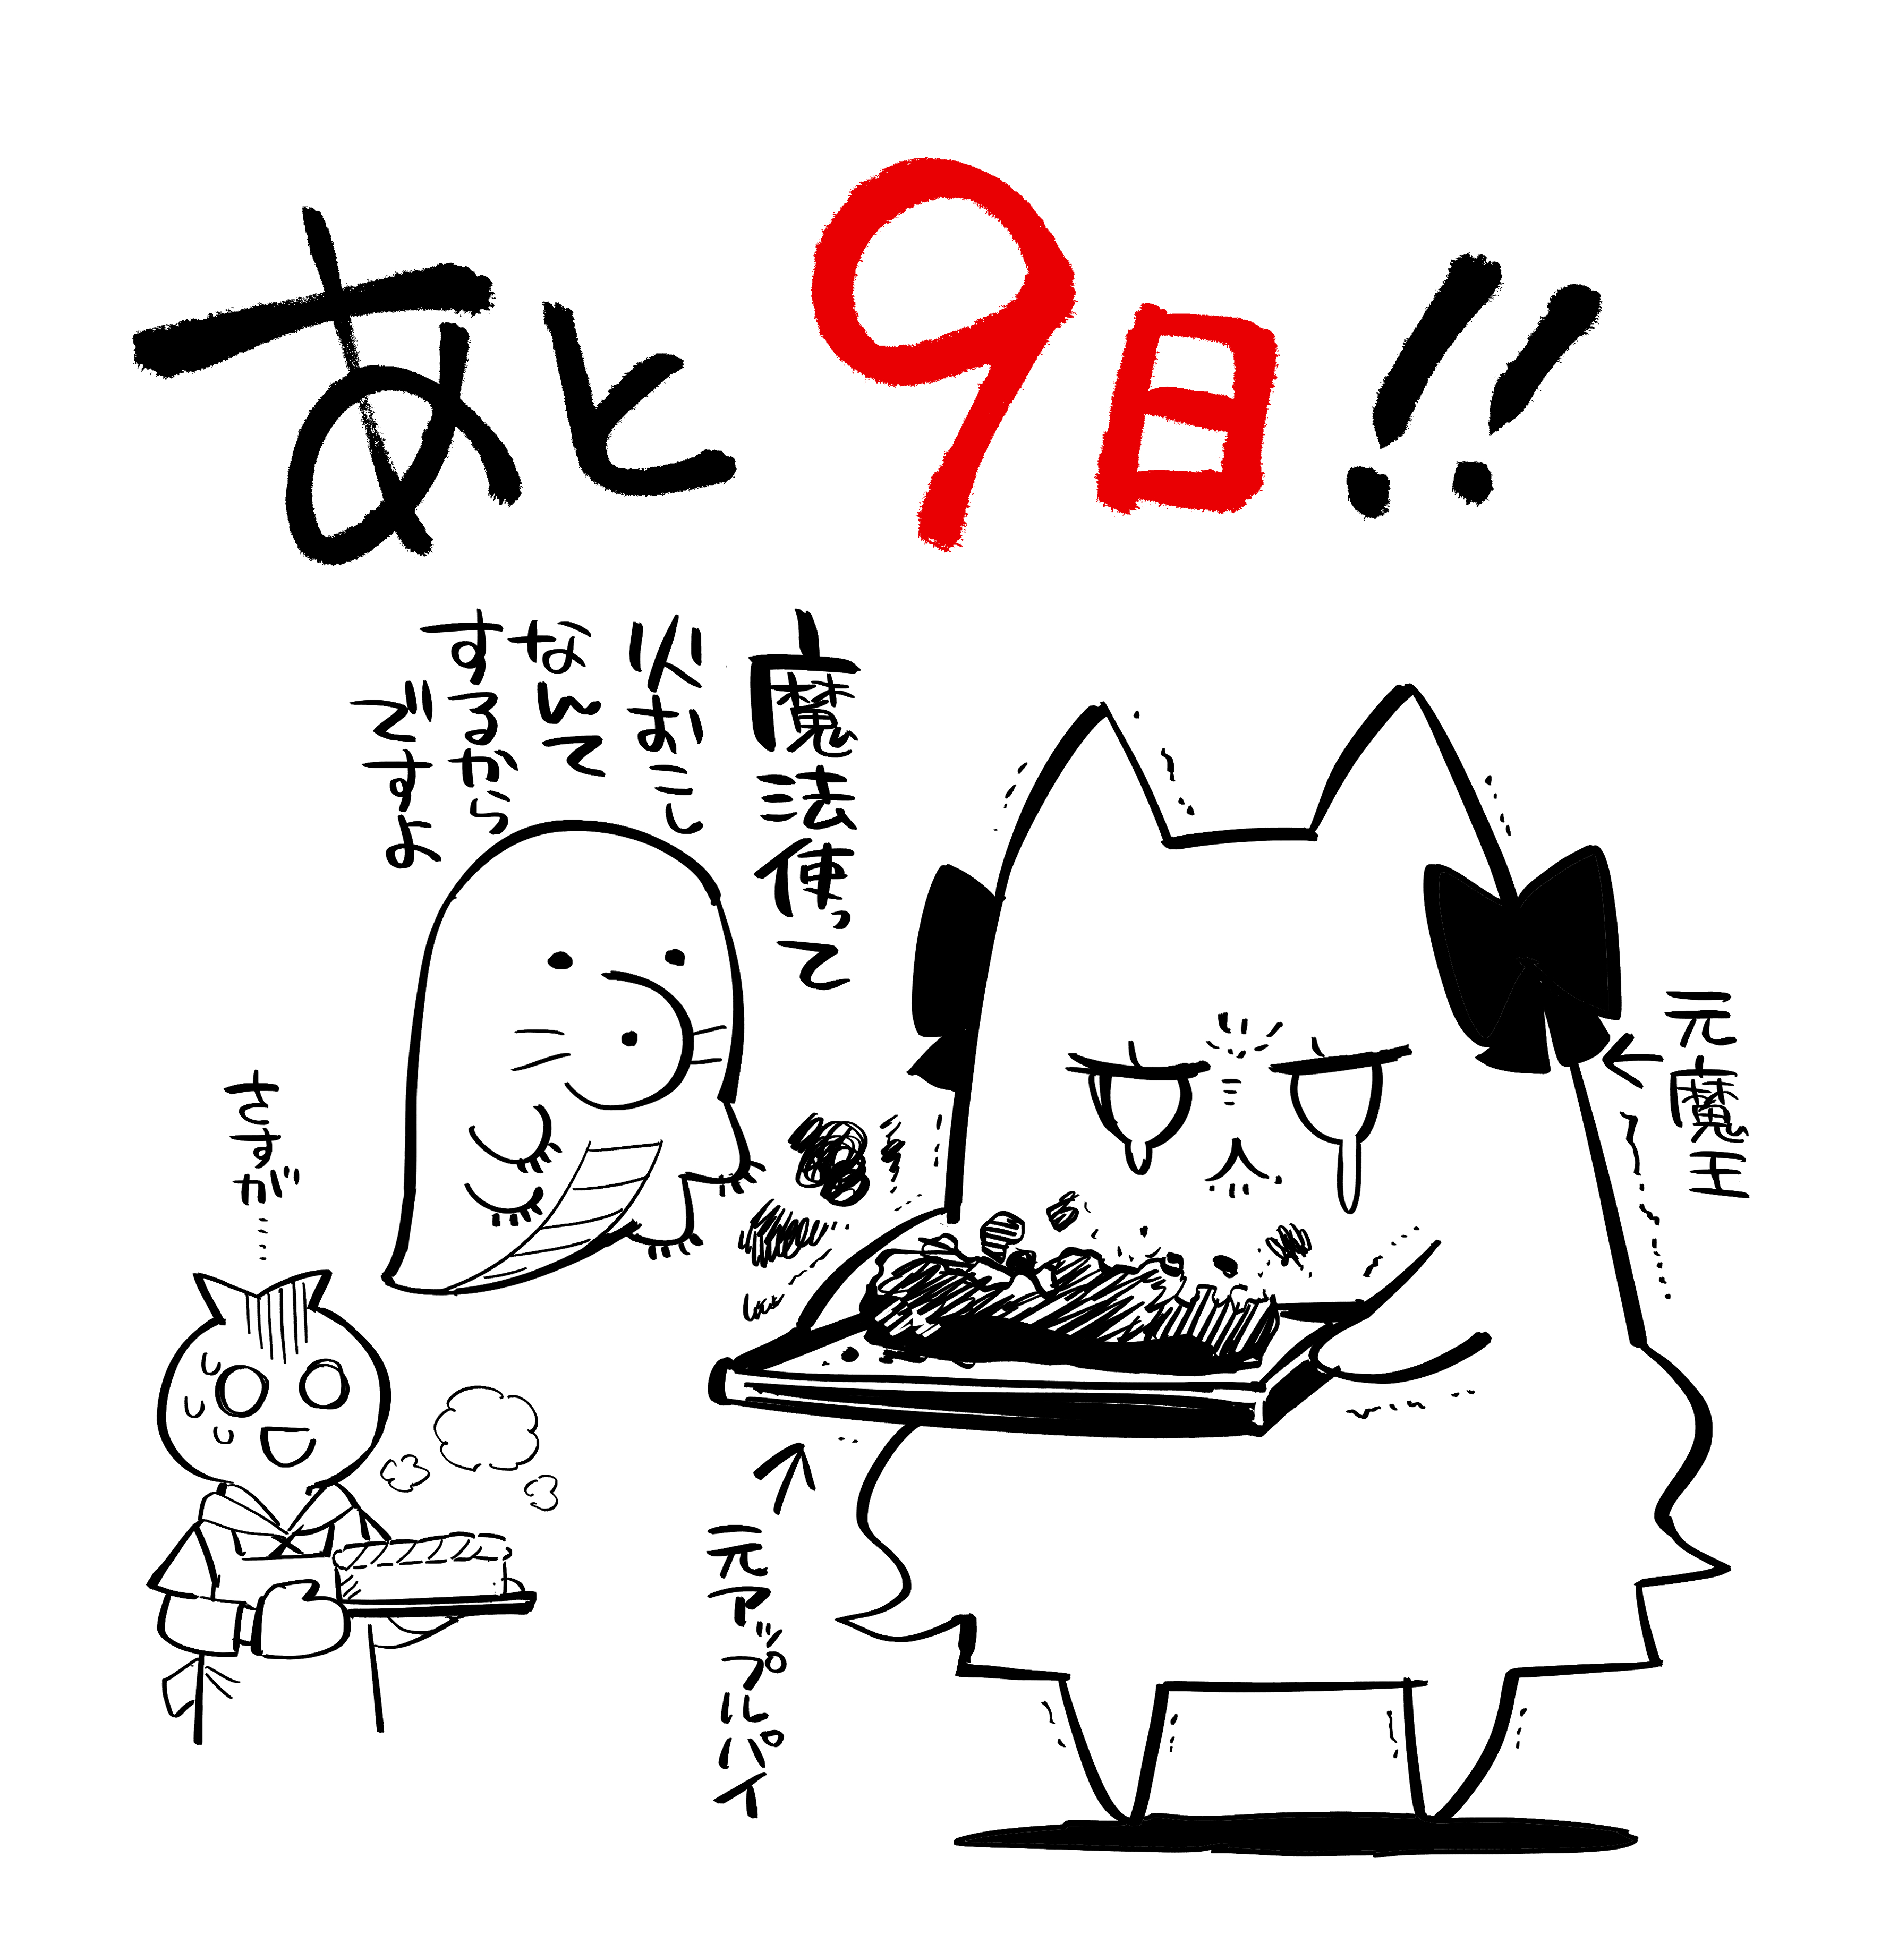 あと9日!!
魔法使って
火おこし
なんて
するから
ですよ
元魔王
さすが……
元アップルパイ